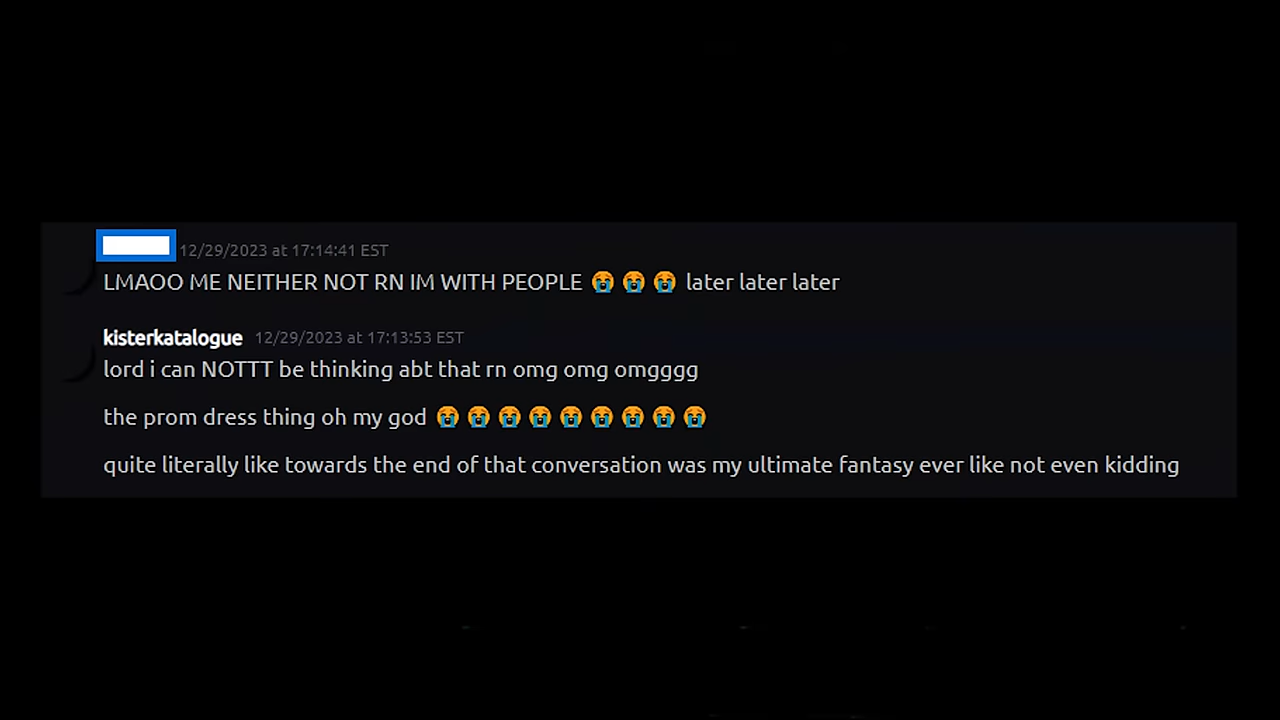 12/29/2023 at 17:14:41 EST
LMAOO ME NEITHER NOT RN IM WITH PEOPLE 😭 😭 😭 later later later
kisterkatalogue 12/29/2023 at 17:13:53 EST
lord i can NOTTT be thinking abt that rn omg omg omgggg
the prom dress thing oh my god 😭 😭 😭 😭 😭 😭 😭 😭 😭
quite literally like towards the end of that conversation was my ultimate fantasy ever like not even kidding